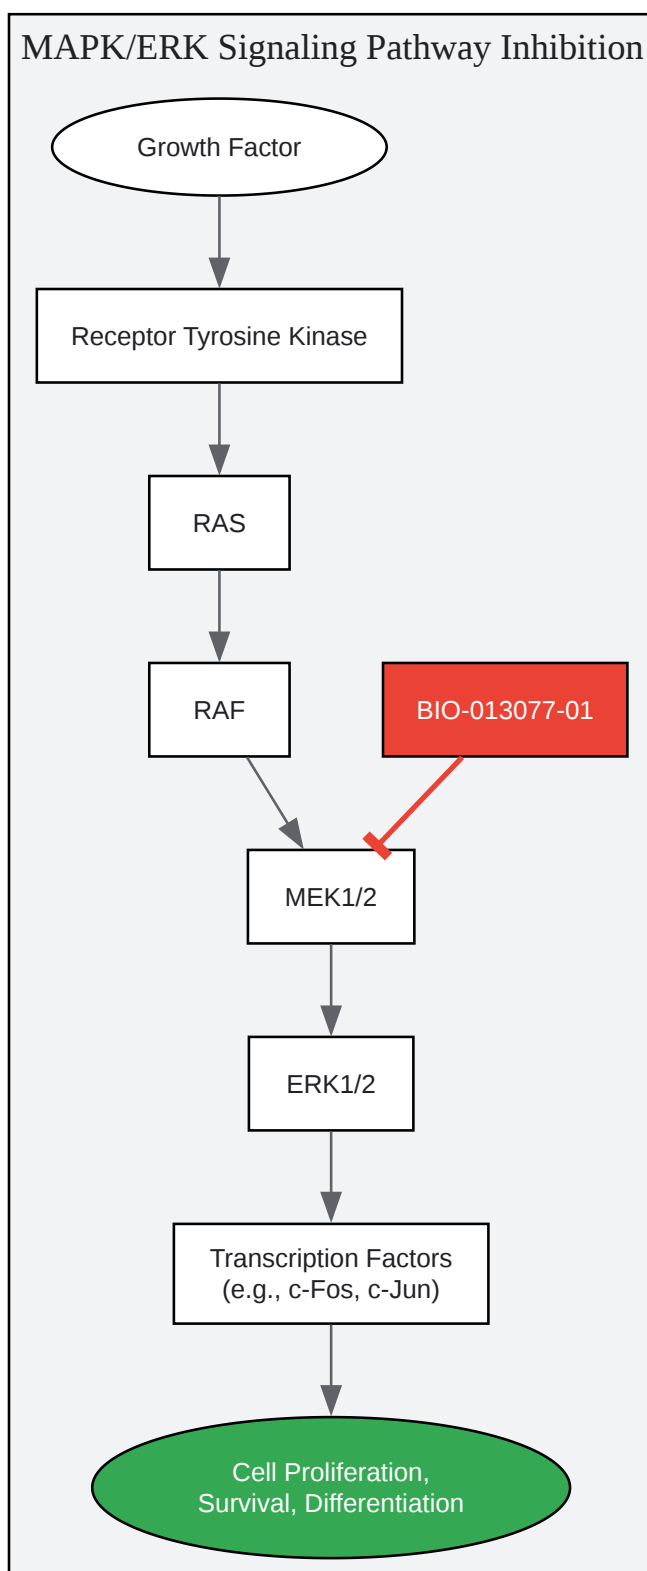 MAPK/ERK Signaling Pathway Inhibition
Growth Factor
Receptor Tyrosine Kinase
RAS
RAF
BIO-013077-01
MEK1/2
ERK1/2
Transcription Factors
(e.g., c-Fos, c-Jun)
Cell Proliferation,
Survival, Differentiation